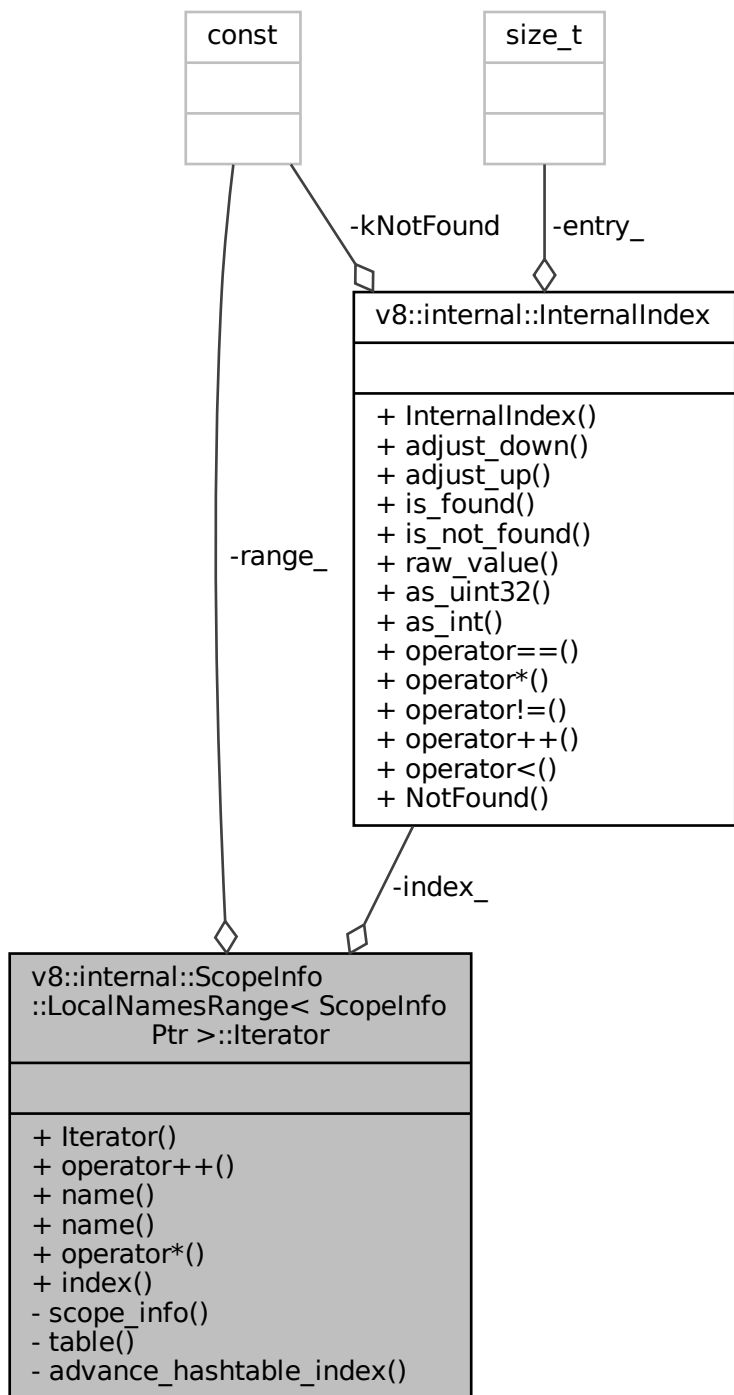 const
size_t
-kNotFound
-entry_
v8::internal::InternalIndex
+ InternalIndex()
+ adjust_down()
+ adjust_up()
+ is_found()
+ is_not_found()
+ raw_value()
+ as_uint32()
+ as_int()
+ operator==()
+ operator*()
+ operator!=()
+ operator++()
+ operator<()
+ NotFound()
-range_
-index_
v8::internal::ScopeInfo
::LocalNamesRange< ScopeInfo
Ptr >::Iterator
+ Iterator()
+ operator++()
+ name()
+ name()
+ operator*()
+ index()
- scope_info()
- table()
- advance_hashtable_index()